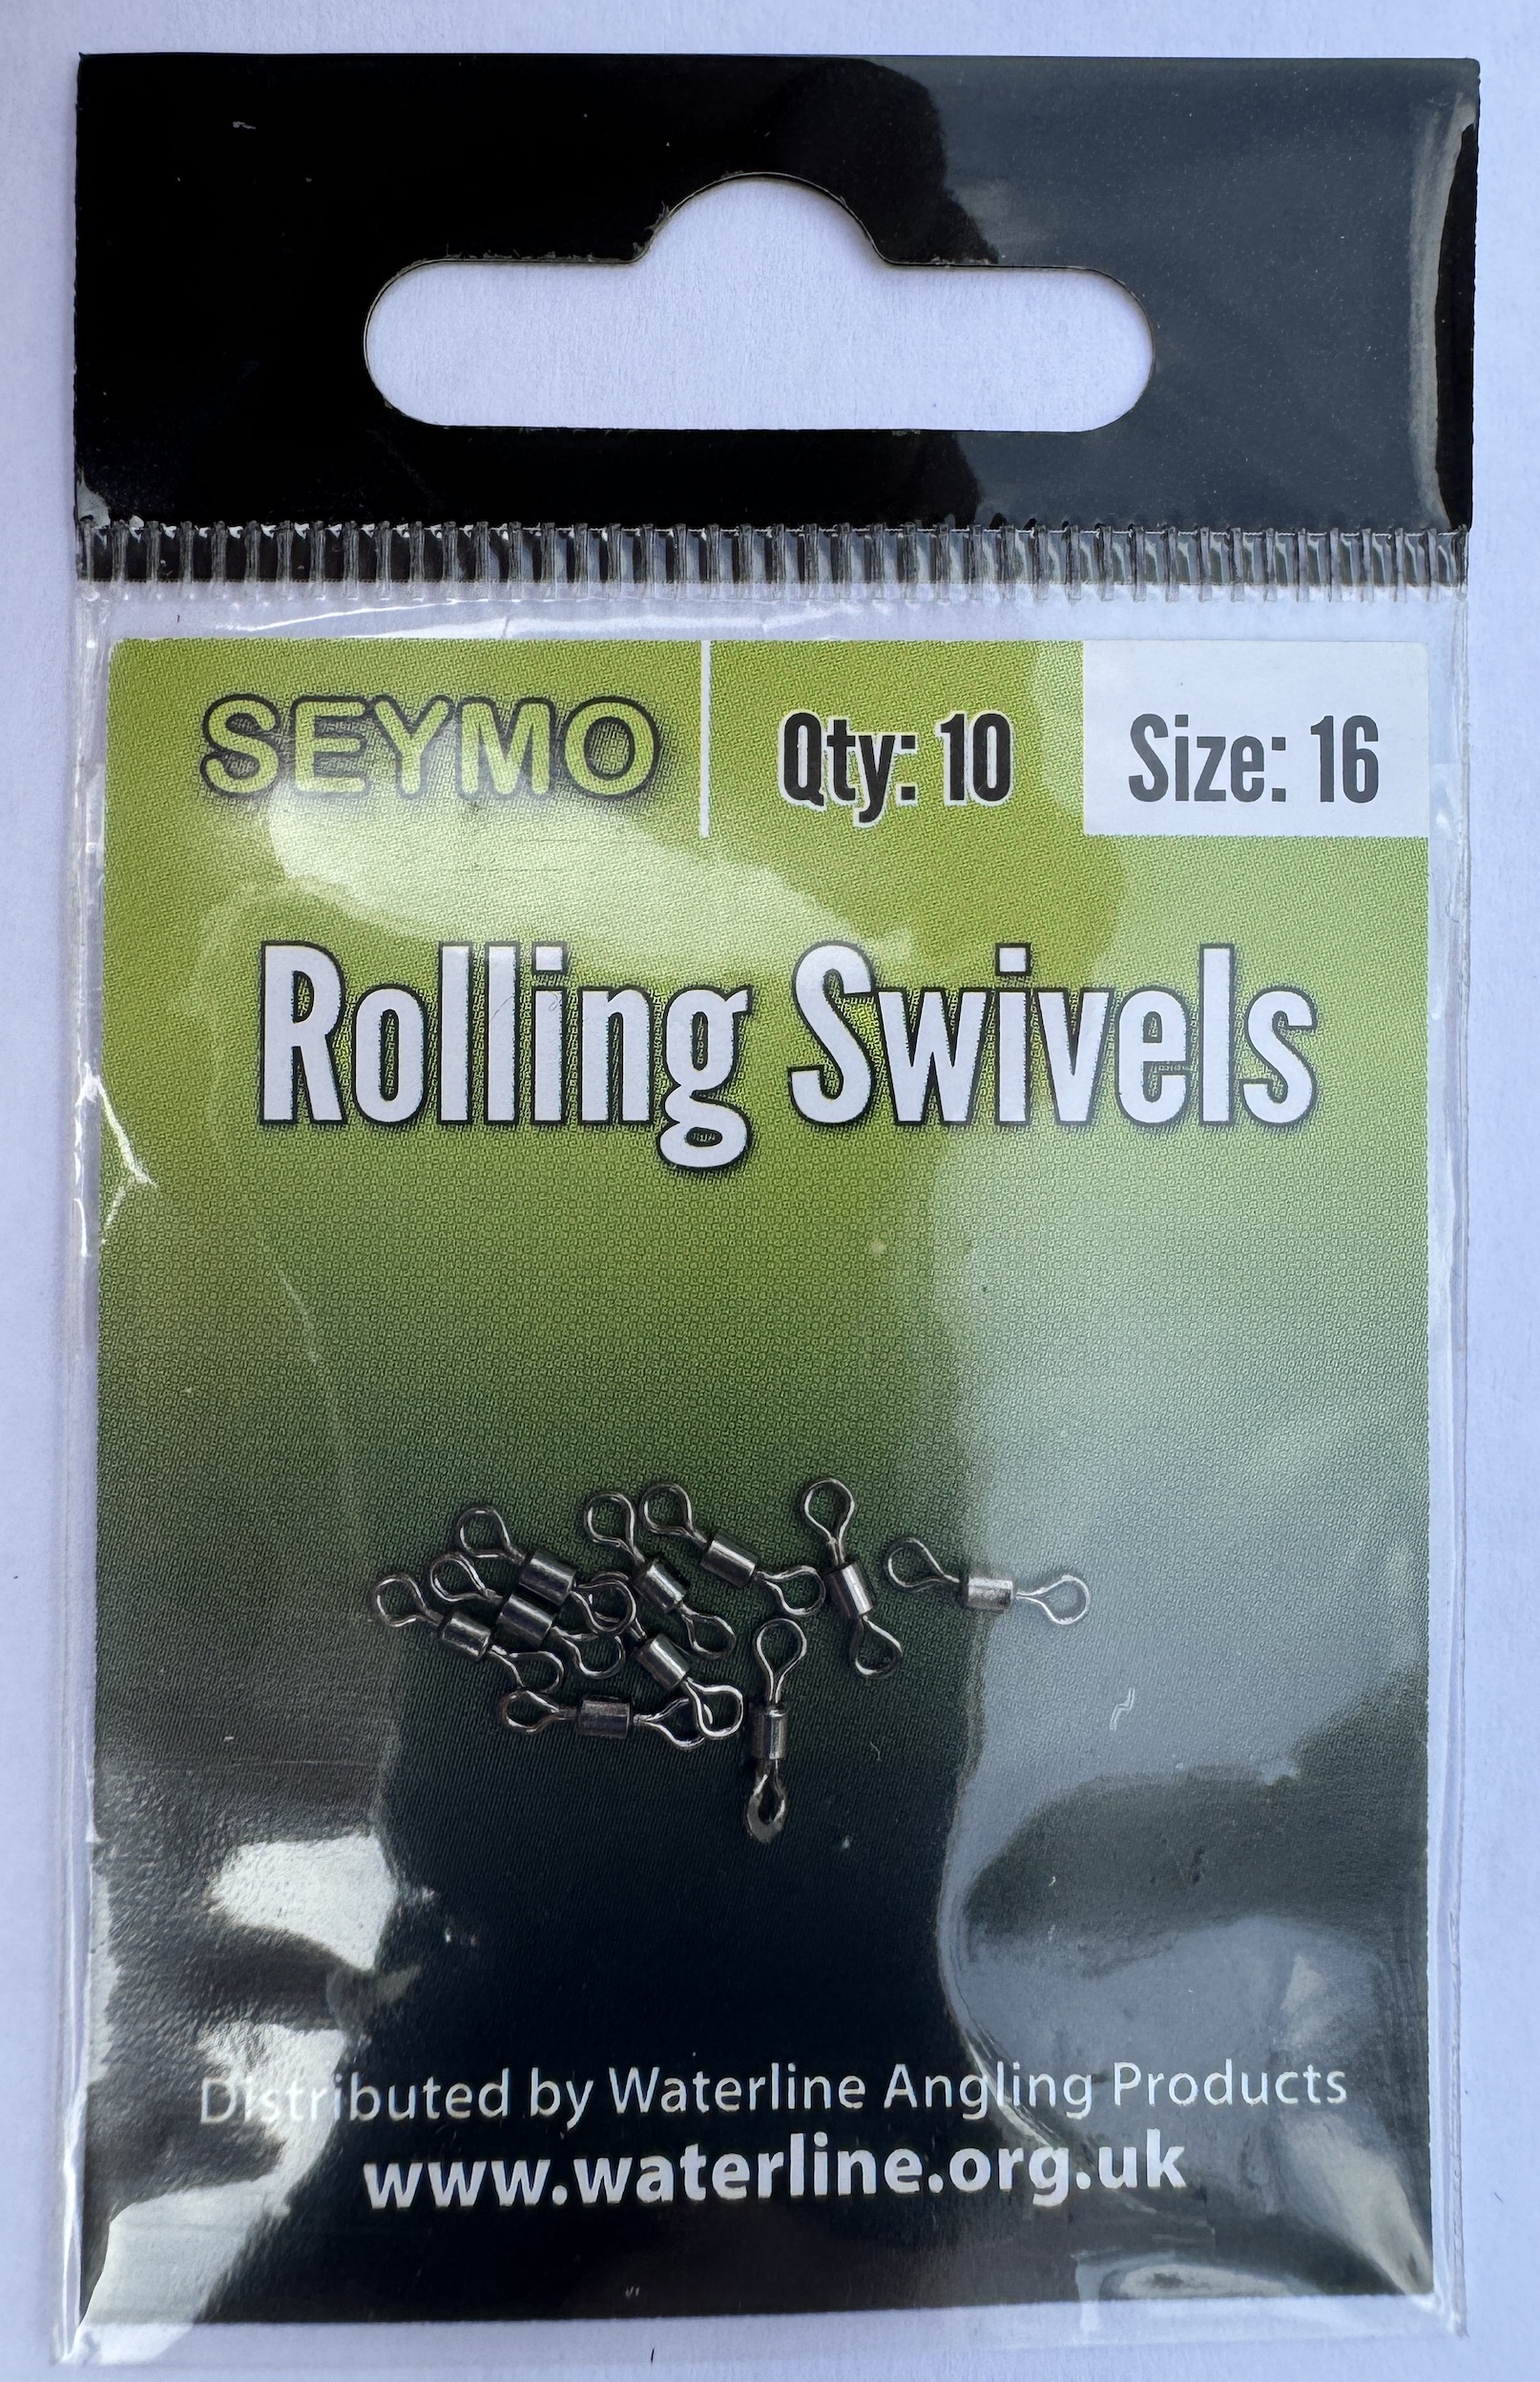 SEYMO
Qty: 10
Size: 16
Rolling Swivels
Distributed by Waterline Angling Products
www.waterline.org.uk